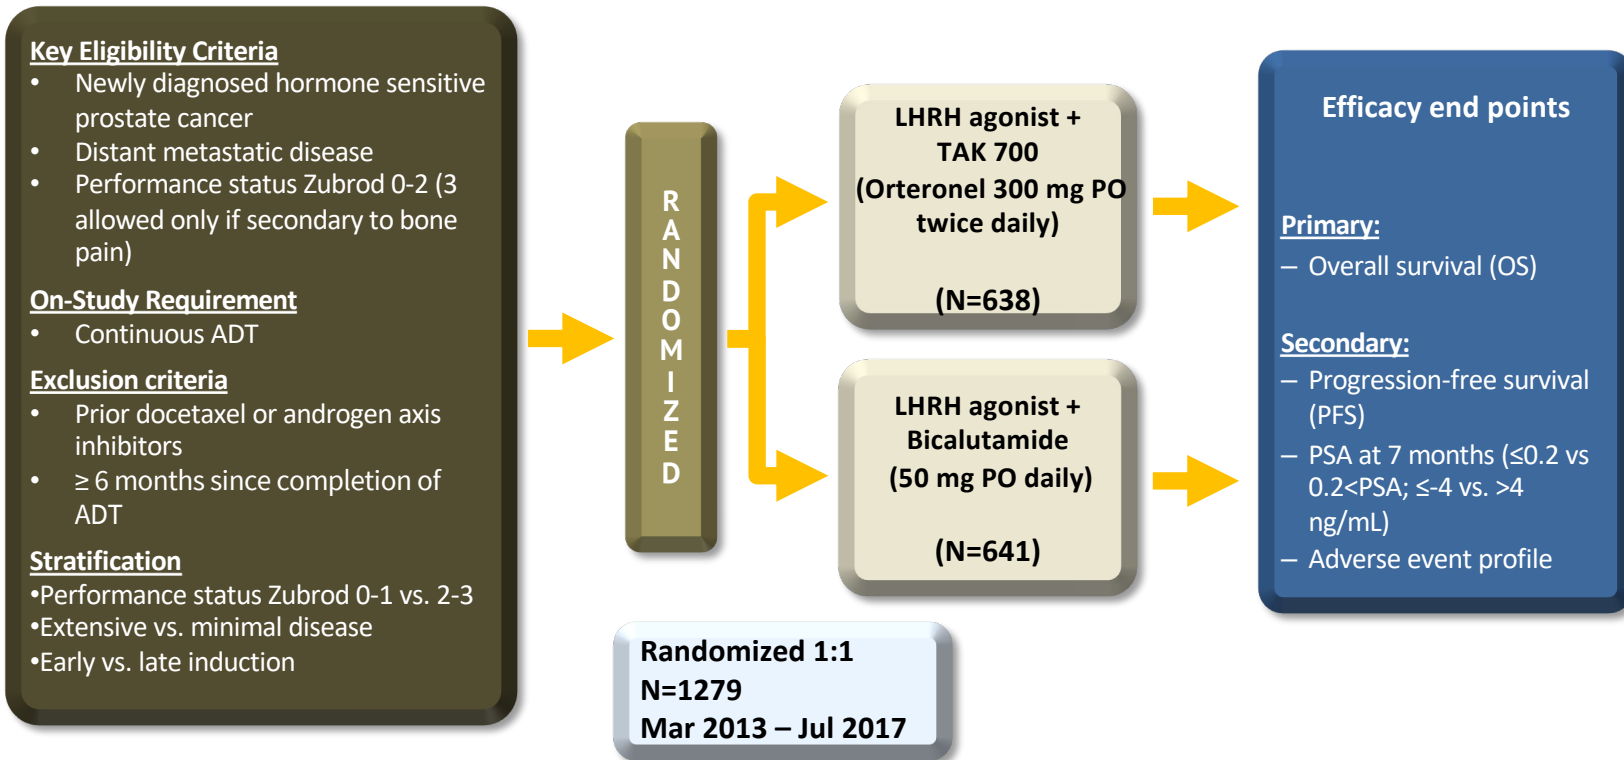 Key Eligibility Criteria
• Newly diagnosed hormone sensitive
prostate cancer
• Distant metastatic disease
• Performance status Zubrod 0-2 (3
allowed only if secondary to bone
pain)
On-Study Requirement
• Continuous ADT
Exclusion criteria
• Prior docetaxel or androgen axis
inhibitors
• ≥ 6 months since completion of
ADT
Stratification
•Performance status Zubrod 0-1 vs. 2-3
•Extensive vs. minimal disease
•Early vs. late induction
RANDOMIZED
LHRH agonist +
TAK 700
(Orteronel 300 mg PO
twice daily)
(N=638)
LHRH agonist +
Bicalutamide
(50 mg PO daily)
(N=641)
Randomized 1:1
N=1279
Mar 2013 – Jul 2017
Efficacy end points
Primary:
– Overall survival (OS)
Secondary:
– Progression-free survival
(PFS)
– PSA at 7 months (≤0.2 vs
0.2<PSA; ≤-4 vs. >4
ng/mL)
– Adverse event profile